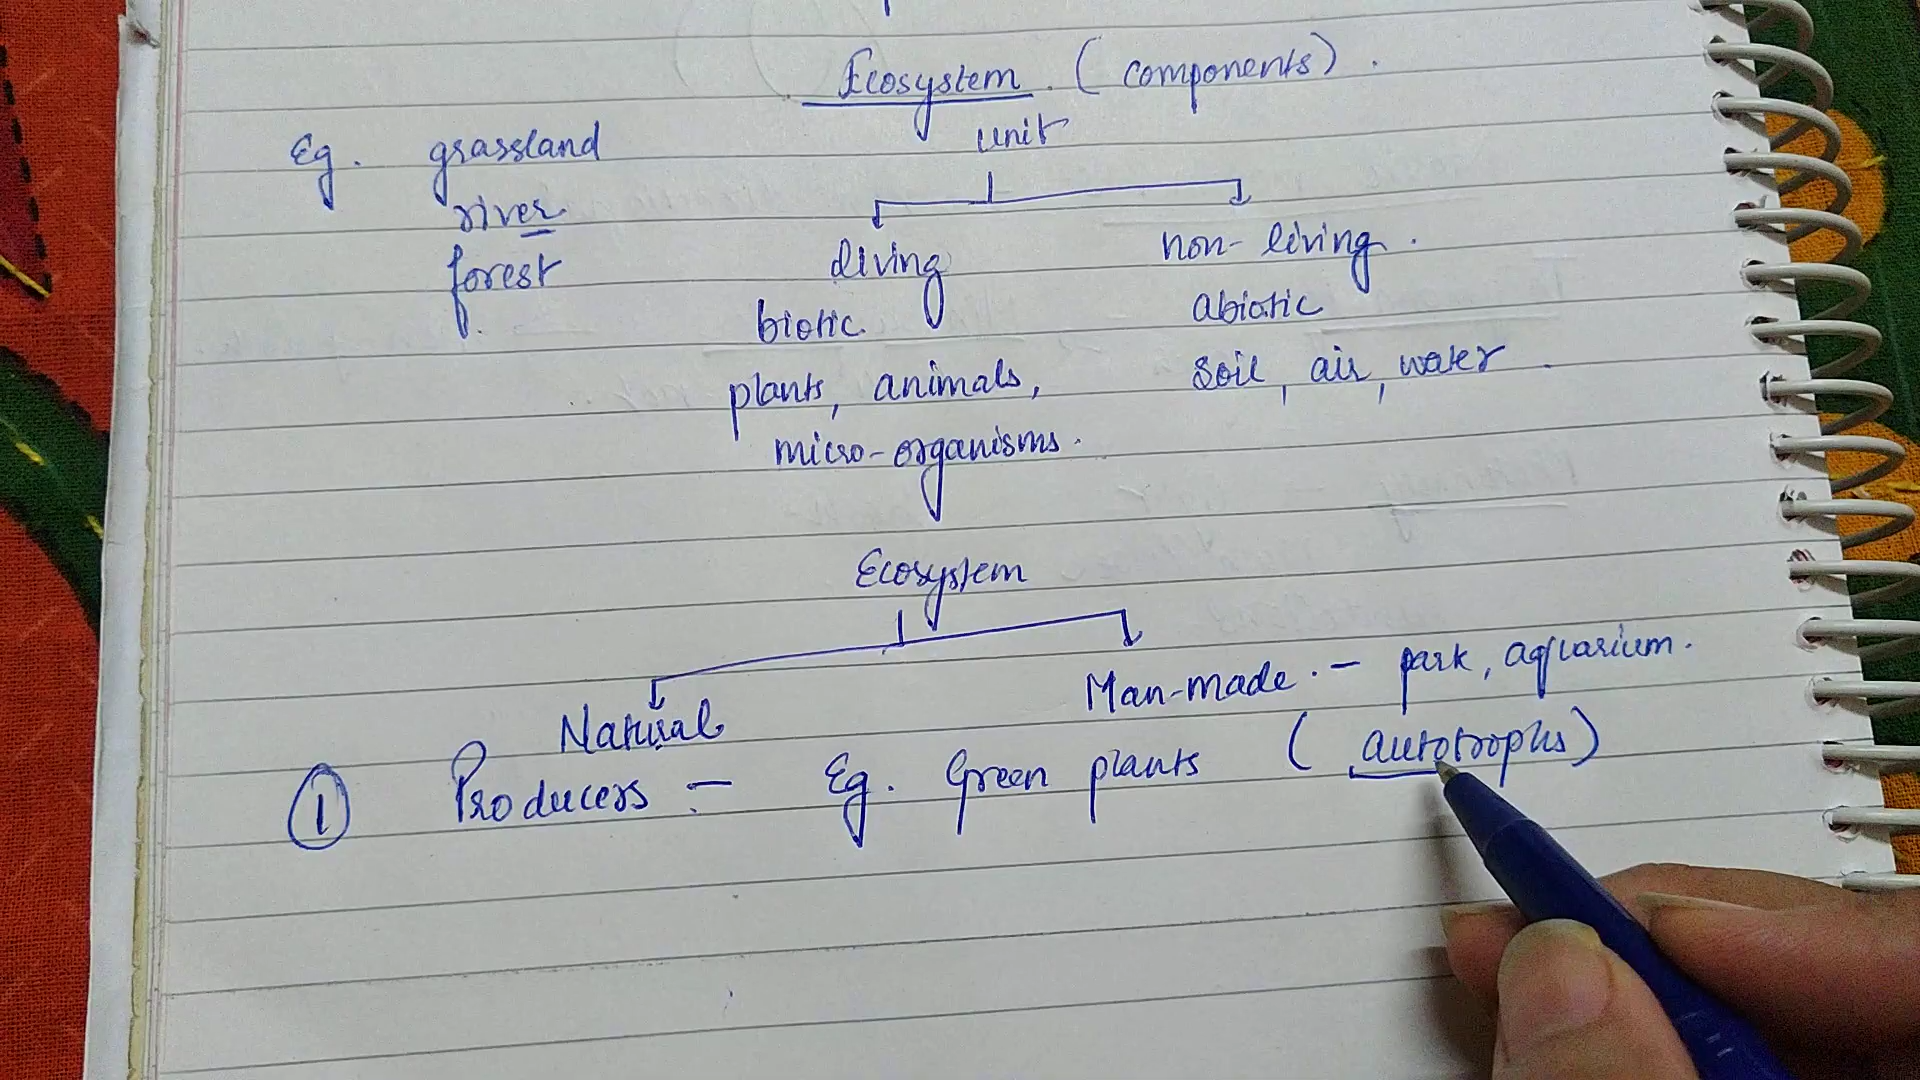 Ecosystem (components).
unit
Eg. grassland
river
forest
living
non-living.
biotic.
abiotic
plants, animals,
soil, air, water.
micro-organisms.
Ecosystem
Natural
Man-made. - park, aquarium.
① Producers :- Eg. Green plants (autotrophs)